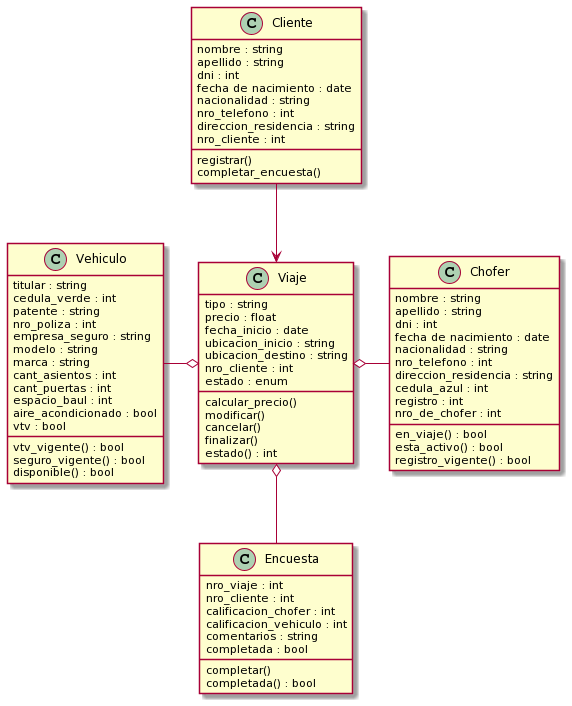 C Cliente
nombre : string
apellido : string
dni : int
fecha de nacimiento : date
nacionalidad : string
nro_telefono : int
direccion_residencia : string
nro_cliente : int
registrar()
completar_encuesta()
C Vehiculo
titular : string
cedula_verde : int
patente : string
nro_poliza : int
empresa_seguro : string
modelo : string
marca : string
cant_asientos : int
cant_puertas : int
espacio_baul : int
aire_acondicionado : bool
vtv : bool
vtv_vigente() : bool
seguro_vigente() : bool
disponible() : bool
C Viaje
tipo : string
precio : float
fecha_inicio : date
ubicacion_inicio : string
ubicacion_destino : string
nro_cliente : int
estado : enum
calcular_precio()
modificar()
cancelar()
finalizar()
estado() : int
C Chofer
nombre : string
apellido : string
dni : int
fecha de nacimiento : date
nacionalidad : string
nro_telefono : int
direccion_residencia : string
cedula_azul : int
registro : int
nro_de_chofer : int
en_viaje() : bool
esta_activo() : bool
registro_vigente() : bool
C Encuesta
nro_viaje : int
nro_cliente : int
calificacion_chofer : int
calificacion_vehiculo : int
comentarios : string
completada : bool
completar()
completada() : bool